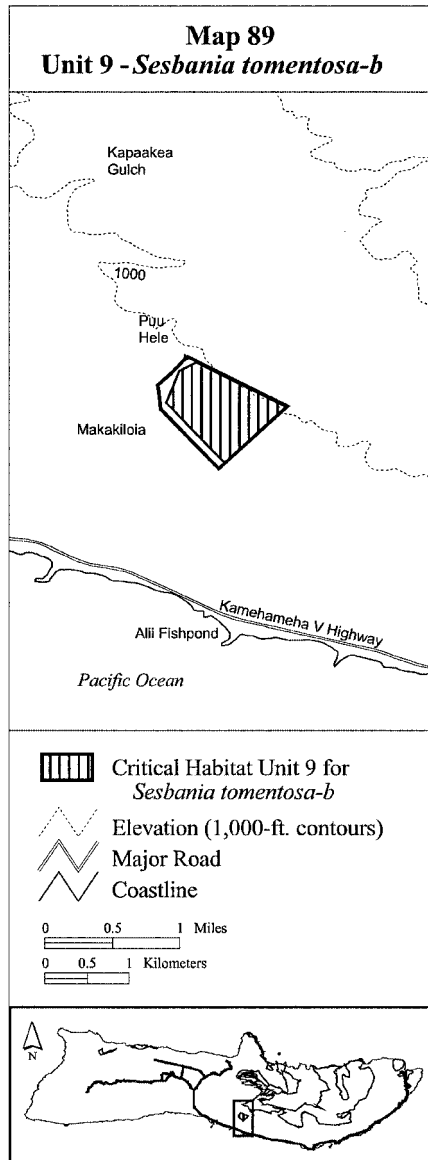 Map 89
Unit 9 - Sesbania tomentosa-b
Kapaakea
Gulch
1000
Puu
Hele
Makakiloia
Kamehameha V Highway
Alii Fishpond
Pacific Ocean
Critical Habitat Unit 9 for
Sesbania tomentosa-b
Elevation (1,000-ft. contours)
Major Road
Coastline
0 0.5 1 Miles
0 0.5 1 Kilometers
N